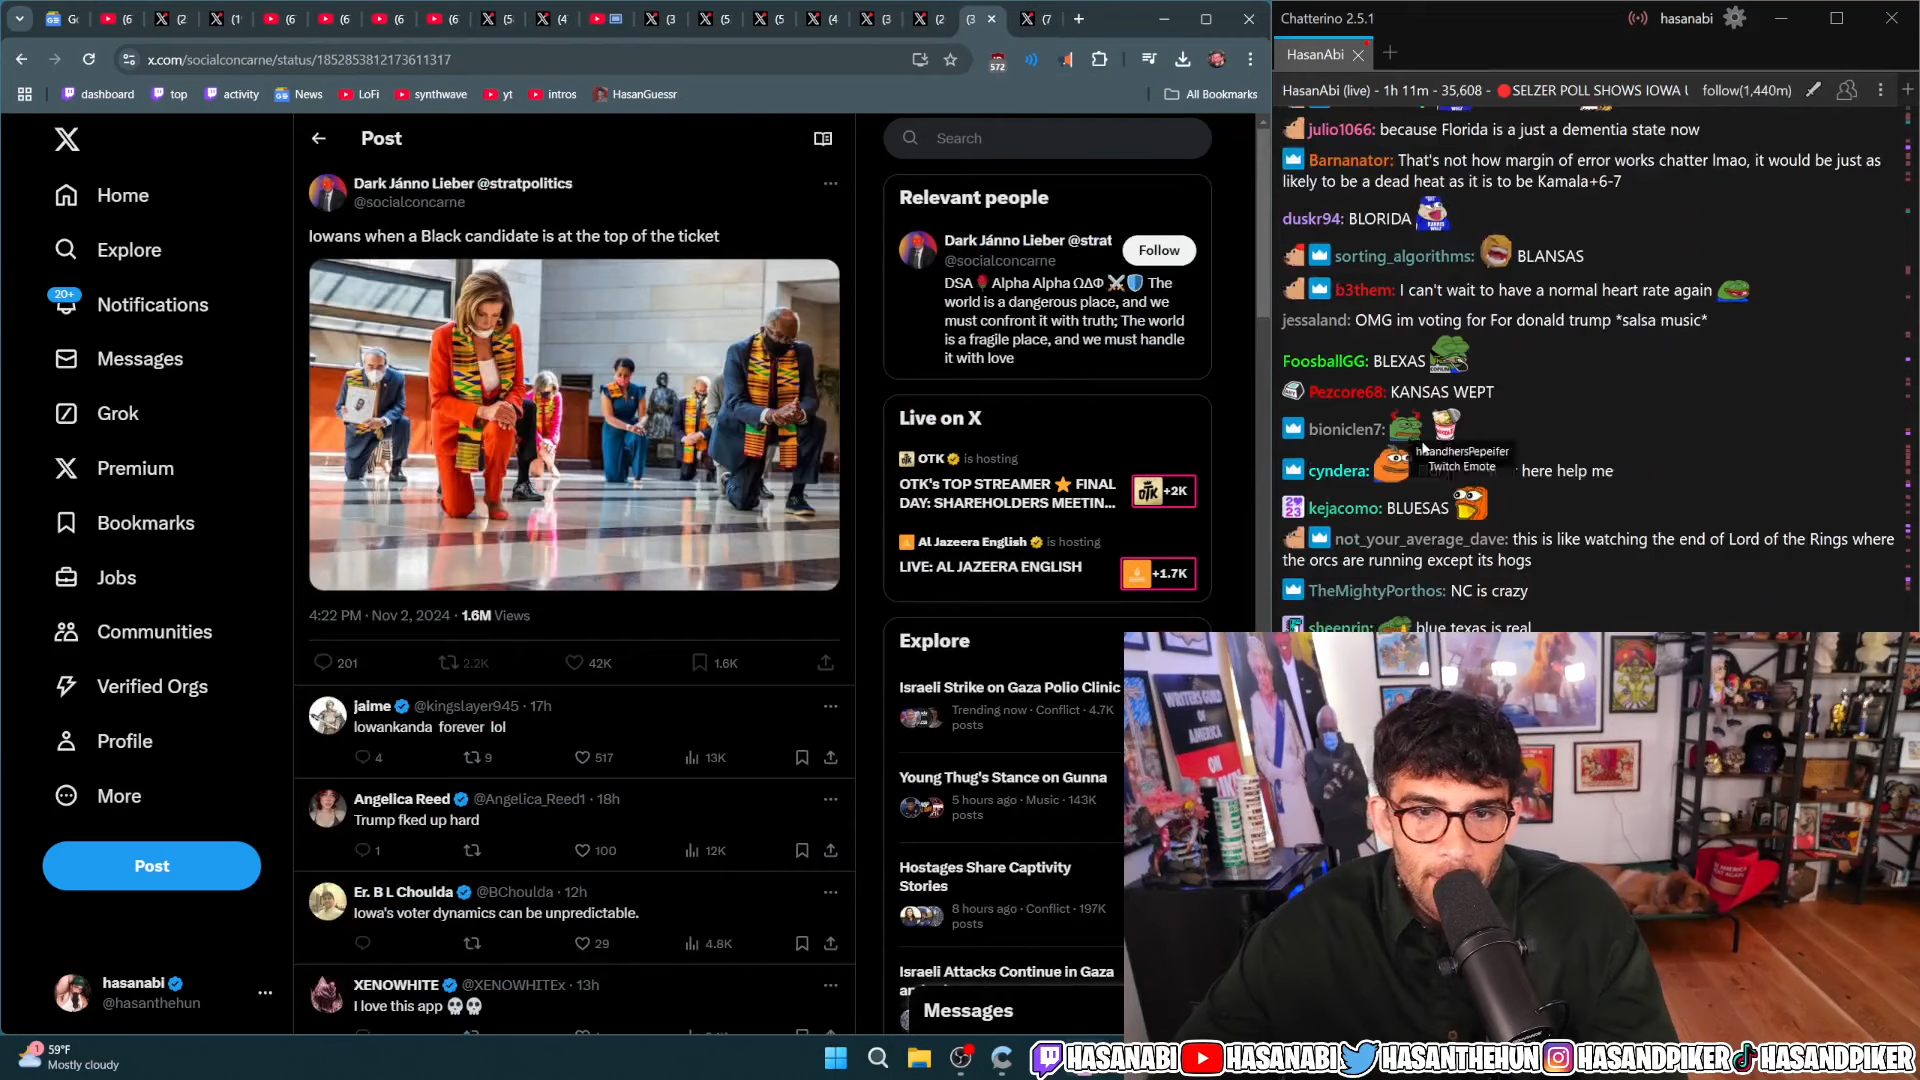 x.com/socialconcarne/status/1852853812173611317
572
dashboard
top
activity
News
LoFi
synthwave
yt
intros
HasanGuessr
All Bookmarks
Home
Explore
20+
Notifications
Messages
Grok
Premium
Bookmarks
Jobs
Communities
Verified Orgs
Profile
More
Post
hasanabi
@hasanthehun
Post
Dark Jánno Lieber @stratpolitics
@socialconcarne
Iowans when a Black candidate is at the top of the ticket
4:22 PM · Nov 2, 2024 · 1.6M Views
201
2.2K
42K
1.6K
jaime @kingslayer945 · 17h
Iowankanda forever lol
4
9
517
13K
Angelica Reed @Angelica_Reed1 · 18h
Trump fked up hard
1
100
12K
Er. B L Choulda @BChoulda · 12h
Iowa's voter dynamics can be unpredictable.
29
4.8K
XENOWHITE @XENOWHITEx · 13h
I love this app 💀💀
Search
Relevant people
Dark Jánno Lieber @strat
@socialconcarne
Follow
DSA🌹Alpha Alpha ΩΔΦ ⚔️🛡️ The
world is a dangerous place, and we
must confront it with truth; The world
is a fragile place, and we must handle
it with love
Live on X
OTK is hosting
OTK's TOP STREAMER ⭐ FINAL
DAY: SHAREHOLDERS MEETIN...
+2K
Al Jazeera English is hosting
LIVE: AL JAZEERA ENGLISH
+1.7K
Explore
Israeli Strike on Gaza Polio Clinic
Trending now · Conflict · 4.7K
posts
Young Thug's Stance on Gunna
5 hours ago · Music · 143K
posts
Hostages Share Captivity
Stories
8 hours ago · Conflict · 197K
posts
Israeli Attacks Continue in Gaza
Messages
Chatterino 2.5.1
hasanabi
HasanAbi
HasanAbi (live) - 1h 11m - 35,608 - 🔴SELZER POLL SHOWS IOWA
follow(1,440m)
julio1066: because Florida is a just a dementia state now
Barnanator: That's not how margin of error works chatter lmao, it would be just as
likely to be a dead heat as it is to be Kamala+6-7
duskr94: BLORIDA
sorting_algorithms: BLANSAS
b3them: I can't wait to have a normal heart rate again
jessaland: OMG im voting for For donald trump *salsa music*
FoosballGG: BLEXAS
Pezcore68: KANSAS WEPT
bioniclen7:
Twitch Emote
cyndera: here help me
kejacomo: BLUESAS
not_your_average_dave: this is like watching the end of Lord of the Rings where
the orcs are running except its hogs
TheMightyPorthos: NC is crazy
sheeprin: blue texas is real
WRITERS GUILD
OF
AMERICA
ON
59°F
Mostly cloudy
HASANABI
HASANABI
HASANTHEHUN
HASANDPIKER
HASANDPIKER